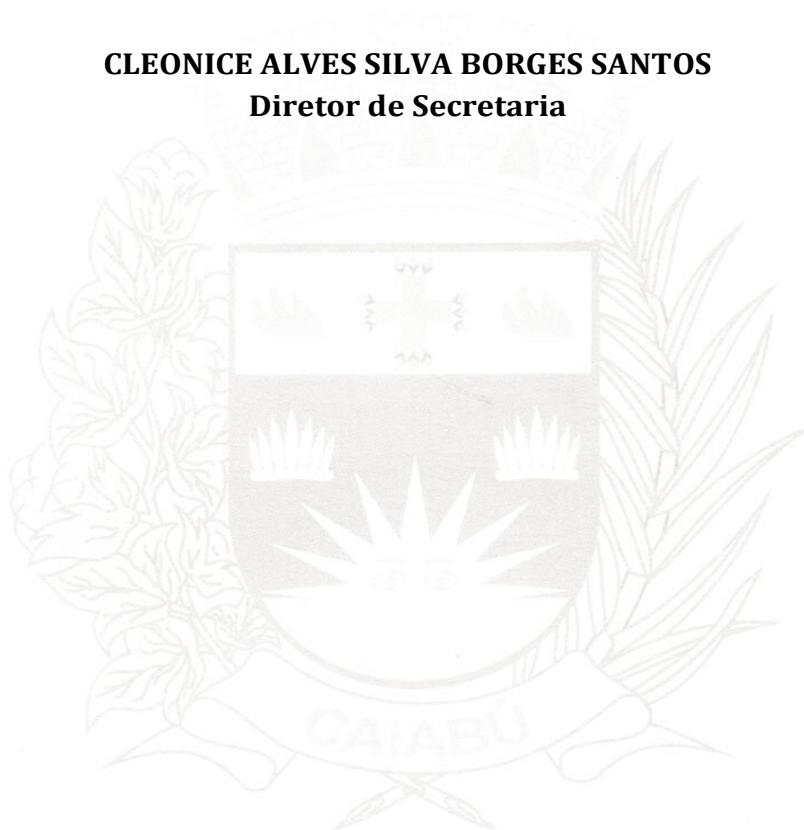 CLEONICE ALVES SILVA BORGES SANTOS
Diretor de Secretaria
CAIABÚ